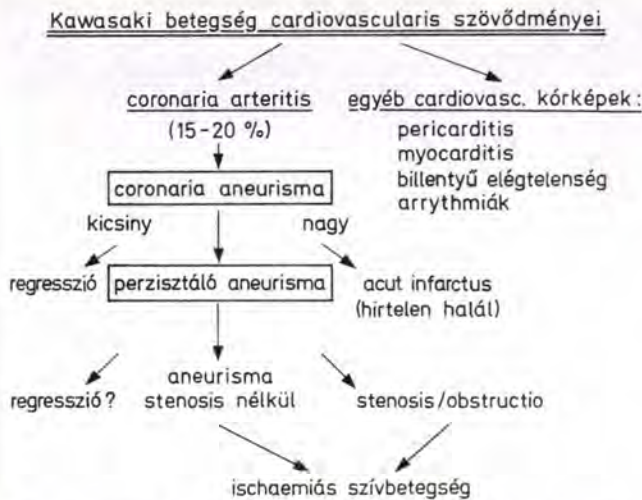 Kawasaki betegség cardiovascularis szövődményei
coronaria arteritis
(15-20 %)
egyéb cardiovasc. kórképek:
pericarditis
myocarditis
billentyű elégtelenség
arrythmiák
coronaria aneurisma
kicsiny
nagy
regresszió
perzisztáló aneurisma
acut infarctus
(hirtelen halál)
regresszió?
aneurisma
stenosis nélkül
stenosis/obstructio
ischaemiás szívbetegség